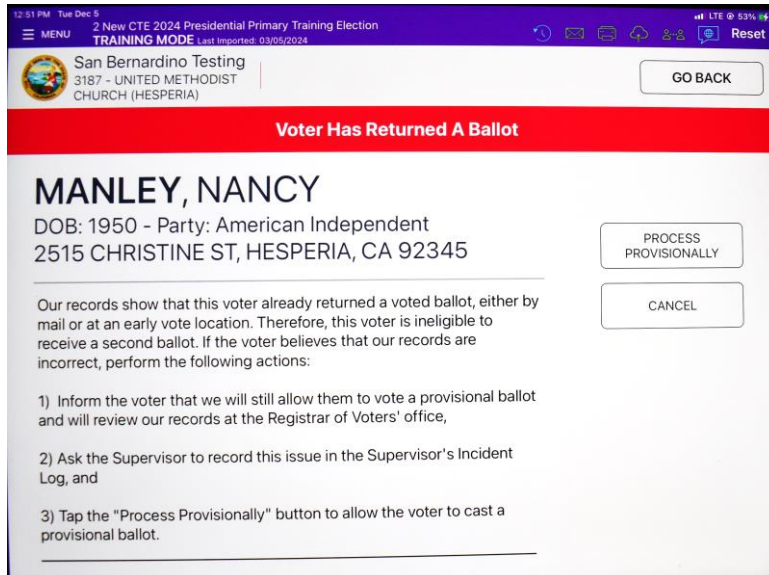 12:51 PM Tue Dec 5
LTE 53%
MENU
2 New CTE 2024 Presidential Primary Training Election
TRAINING MODE Last Imported: 03/05/2024
Reset
San Bernardino Testing
3187 - UNITED METHODIST
CHURCH (HESPERIA)
GO BACK
Voter Has Returned A Ballot
MANLEY, NANCY
DOB: 1950 - Party: American Independent
2515 CHRISTINE ST, HESPERIA, CA 92345
PROCESS
PROVISIONALLY
CANCEL
Our records show that this voter already returned a voted ballot, either by
mail or at an early vote location. Therefore, this voter is ineligible to
receive a second ballot. If the voter believes that our records are
incorrect, perform the following actions:
1) Inform the voter that we will still allow them to vote a provisional ballot
and will review our records at the Registrar of Voters' office,
2) Ask the Supervisor to record this issue in the Supervisor's Incident
Log, and
3) Tap the "Process Provisionally" button to allow the voter to cast a
provisional ballot.